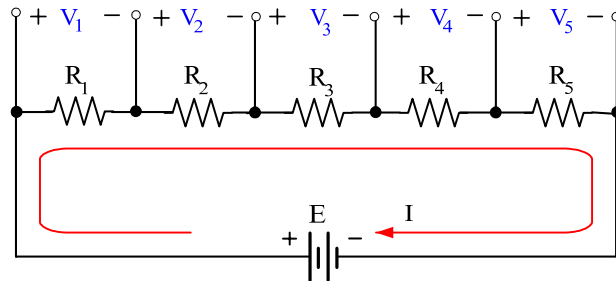 + V1 - + V2 - + V3 - + V4 - + V5 -
R1 R2 R3 R4 R5
E I
+ -